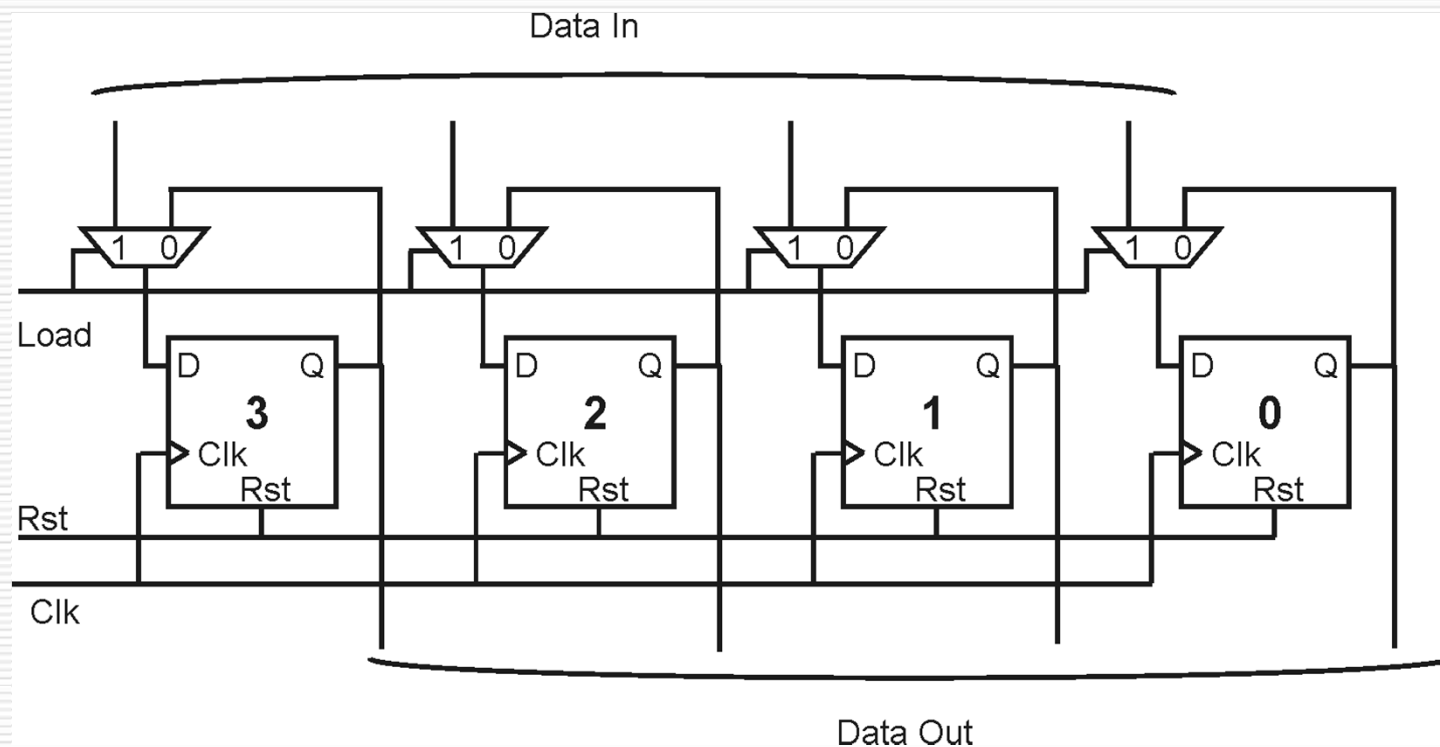 Data In
1 0 1 0 1 0 1 0
Load
D Q D Q D Q D Q
3 2 1 0
Clk Clk Clk Clk
Rst Rst Rst Rst
Rst
Clk
Data Out